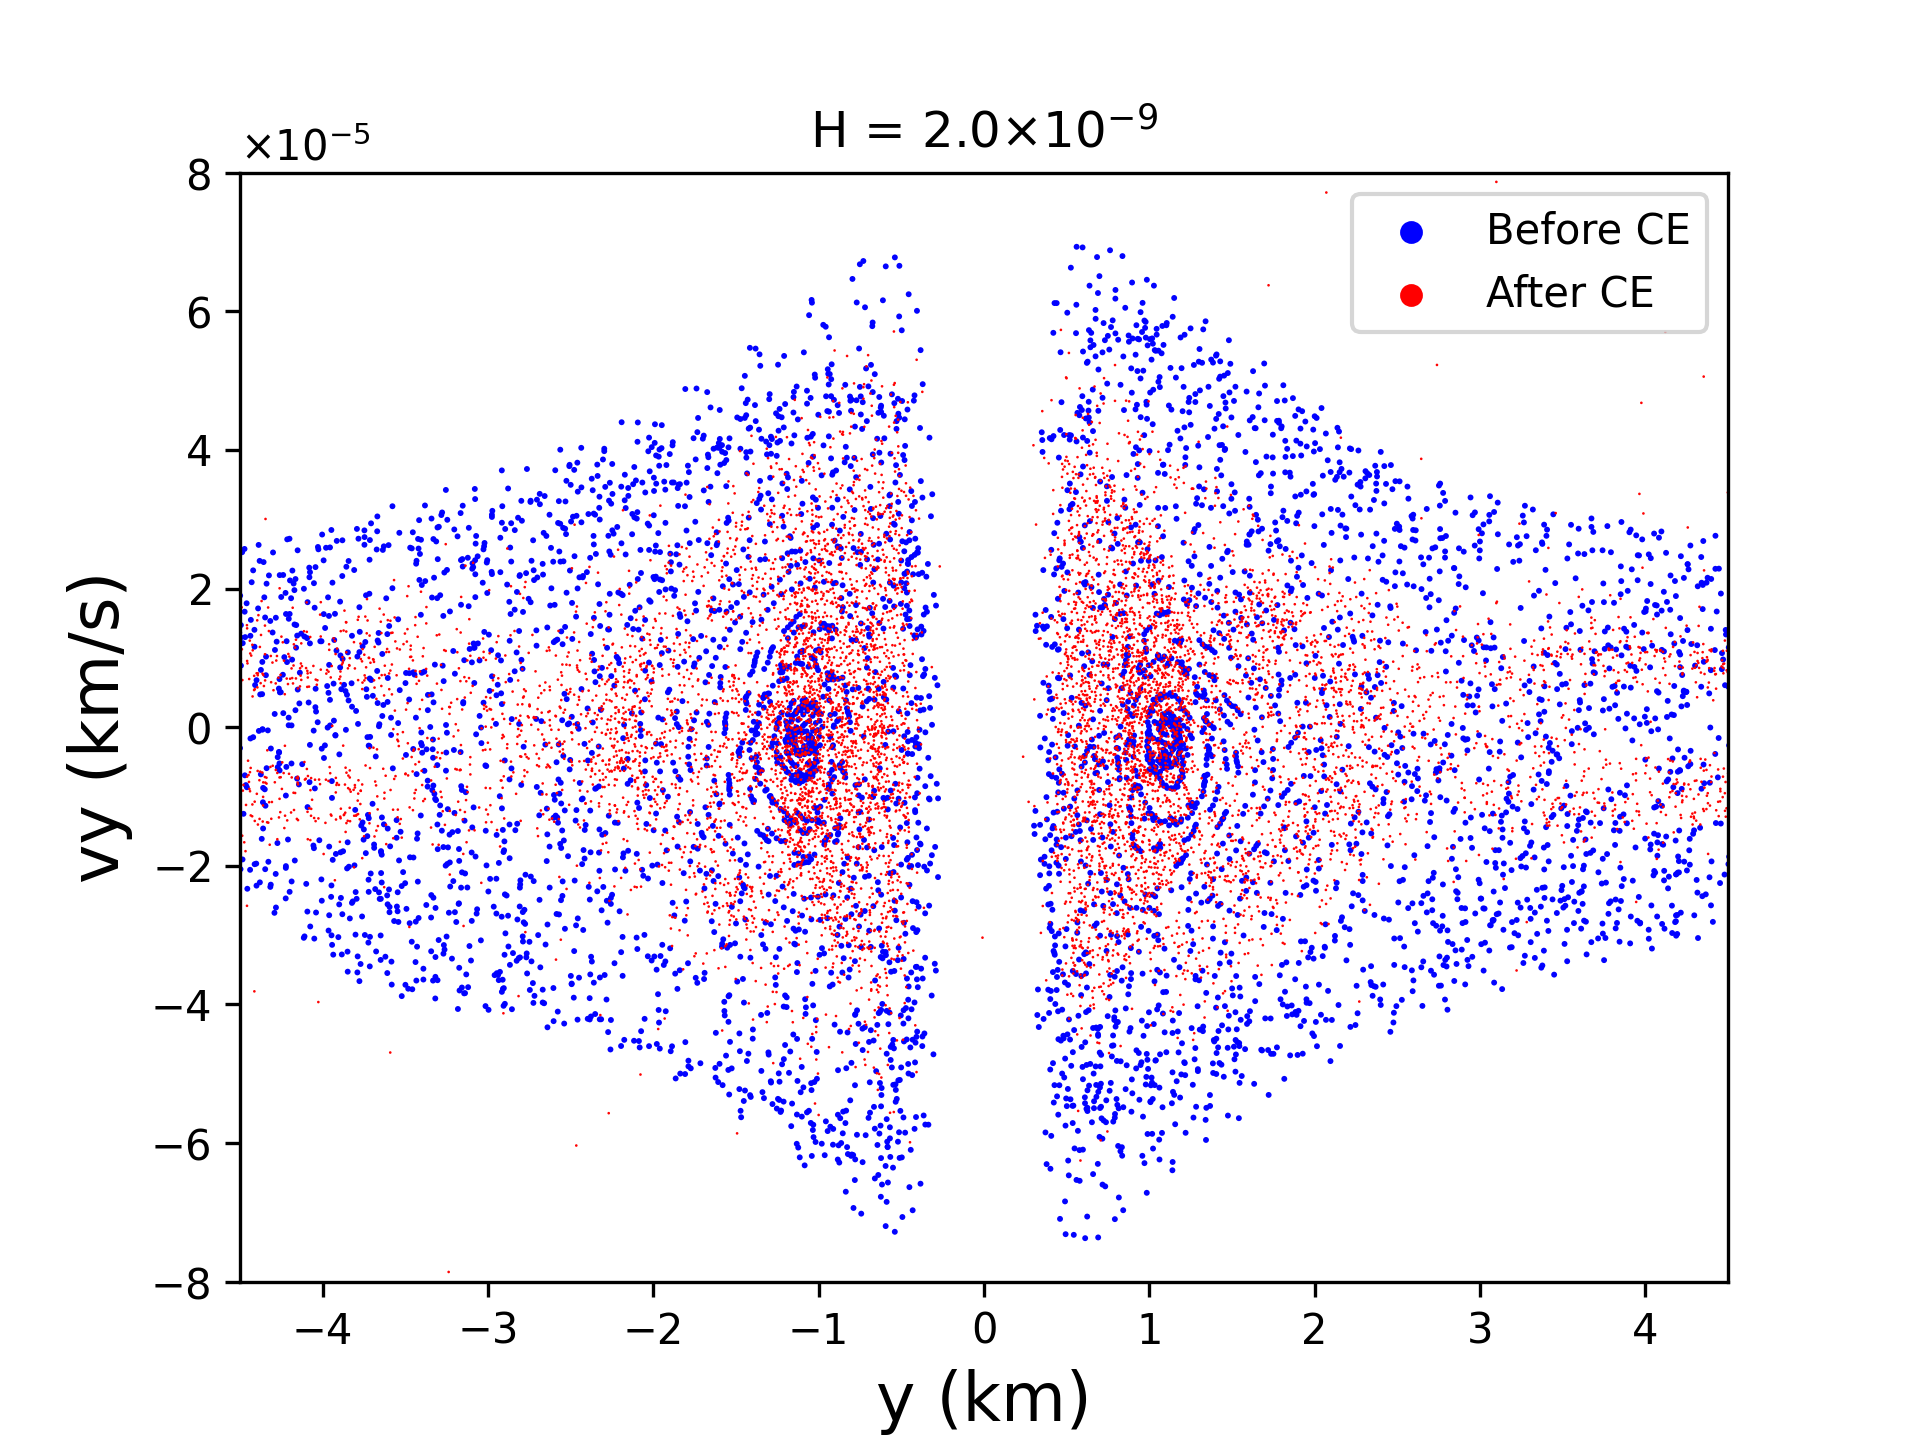 H = 2.0×10⁻⁹
×10⁻⁵
Before CE
After CE
8
6
4
2
0
−2
−4
−6
−8
vy (km/s)
−4 −3 −2 −1 0 1 2 3 4
y (km)